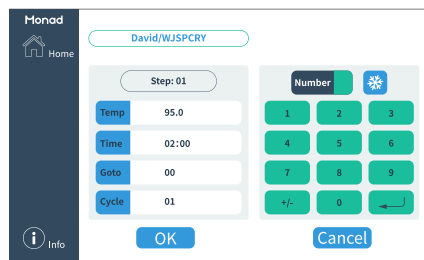 Monad
Home
David/WJSPCRY
Step: 01
Temp 95.0
Time 02:00
Goto 00
Cycle 01
Number
1 2 3
4 5 6
7 8 9
+/- 0
i Info
OK
Cancel